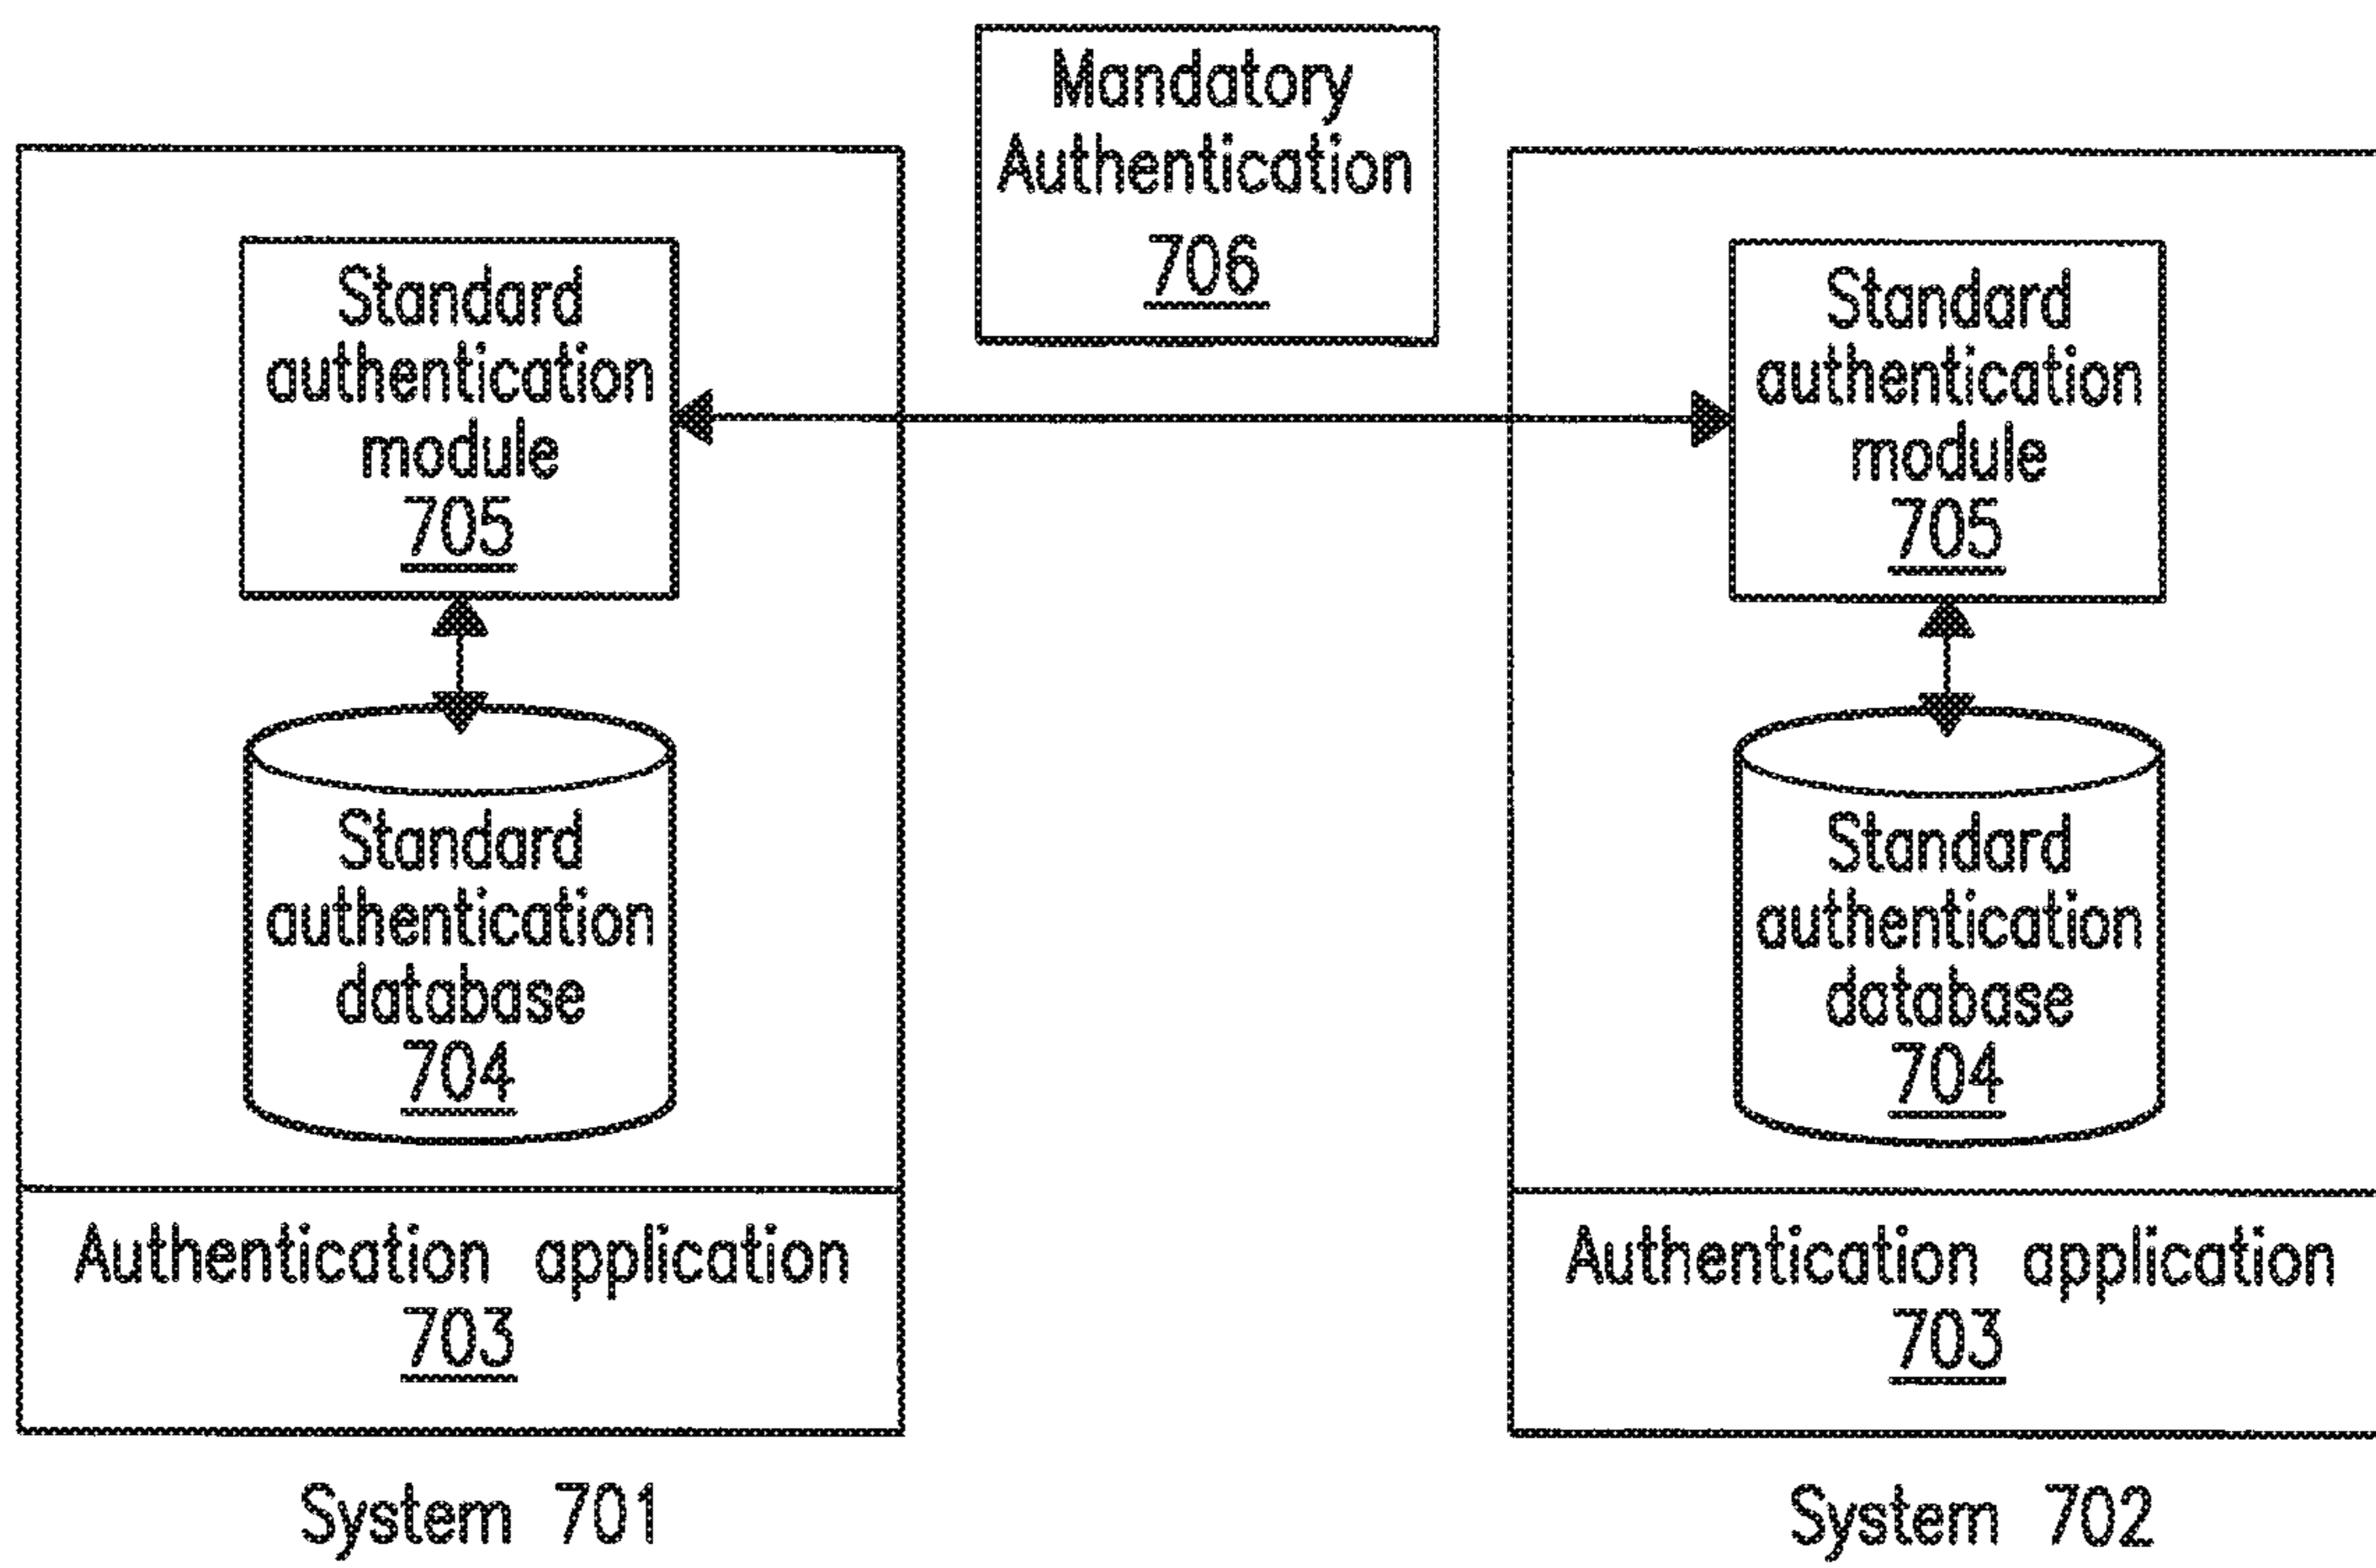 Mandatory
Authentication
706
Standard
authentication
module
705
Standard
authentication
database
704
Authentication application
703
System 701
Standard
authentication
module
705
Standard
authentication
database
704
Authentication application
703
System 702